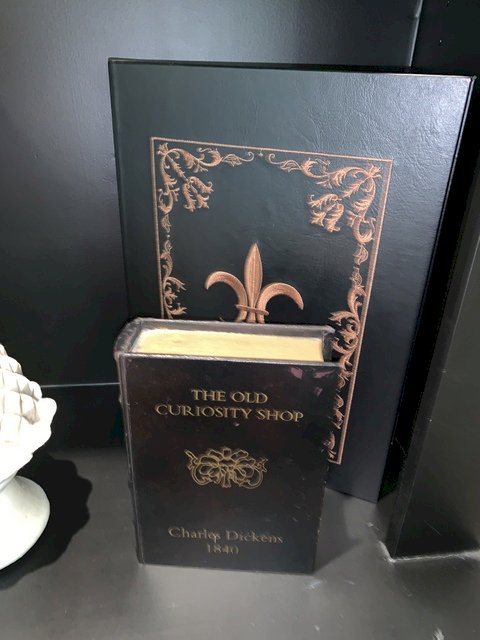 THE OLD
CURIOSITY SHOP
Charles Dickens
1840